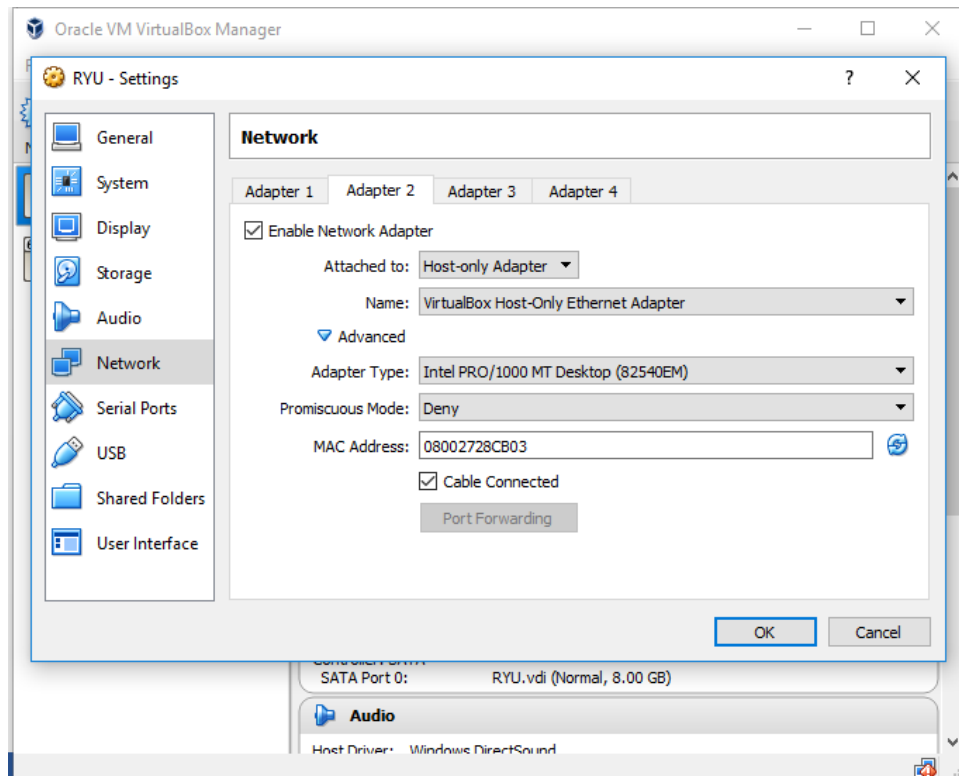 Oracle VM VirtualBox Manager
RYU - Settings
?
General
System
Display
Storage
Audio
Network
Serial Ports
USB
Shared Folders
User Interface
Network
Adapter 1 Adapter 2 Adapter 3 Adapter 4
Enable Network Adapter
Attached to: Host-only Adapter
Name: VirtualBox Host-Only Ethernet Adapter
Advanced
Adapter Type: Intel PRO/1000 MT Desktop (82540EM)
Promiscuous Mode: Deny
MAC Address: 08002728CB03
Cable Connected
Port Forwarding
OK Cancel
Controller: SATA
SATA Port 0: RYU.vdi (Normal, 8.00 GB)
Audio
Host Driver: Windows DirectSound